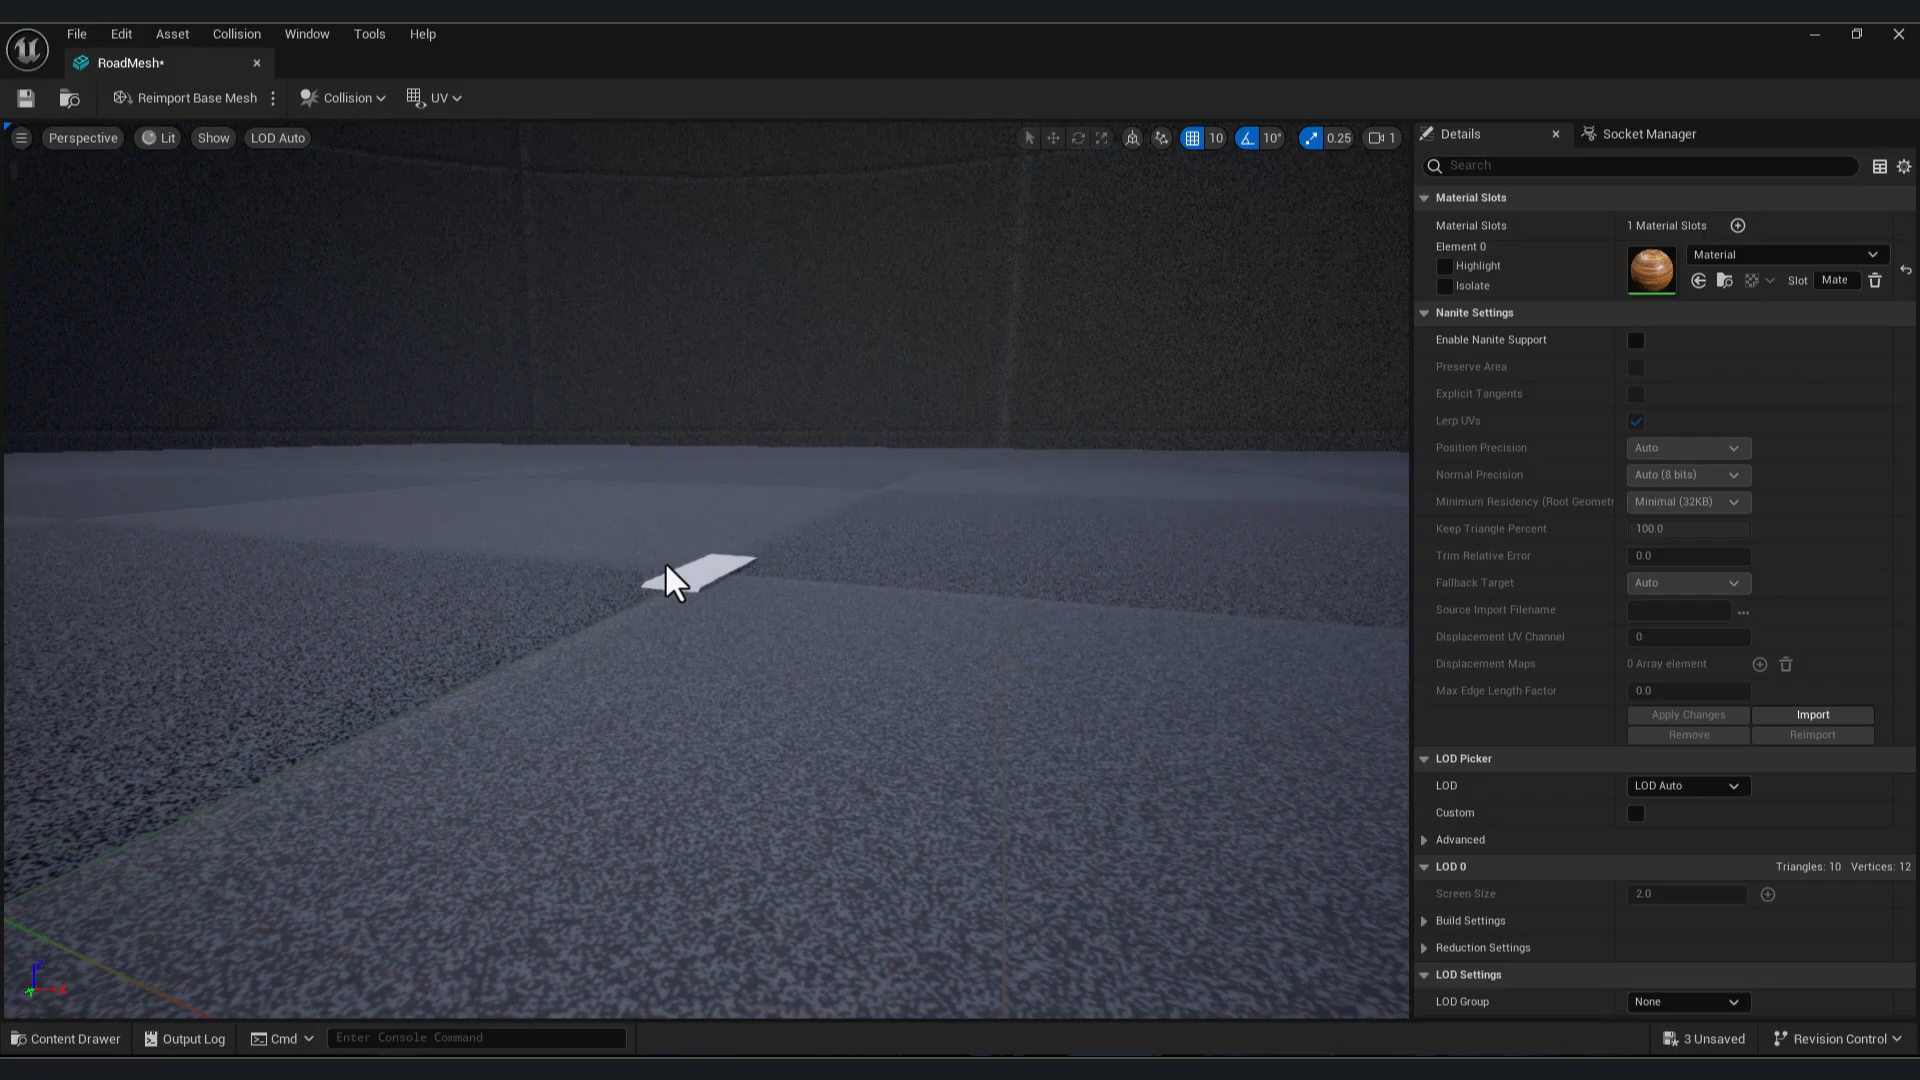 File Edit Asset Collision Window Tools Help
RoadMesh*
Reimport Base Mesh Collision UV
Perspective Lit Show LOD Auto 10 10° 0.25 1
Details Socket Manager
Search
Material Slots
Material Slots 1 Material Slots
Element 0
Highlight
Isolate
Material
Slot Mate
Nanite Settings
Enable Nanite Support
Preserve Area
Explicit Tangents
Lerp UVs
Position Precision Auto
Normal Precision Auto (8 bits)
Minimum Residency (Root Geometr Minimal (32KB)
Keep Triangle Percent 100.0
Trim Relative Error 0.0
Fallback Target Auto
Source Import Filename
Displacement UV Channel 0
Displacement Maps 0 Array element
Max Edge Length Factor 0.0
Apply Changes Import
Remove Reimport
LOD Picker
LOD LOD Auto
Custom
Advanced
LOD 0 Triangles: 10 Vertices: 12
Screen Size 2.0
Build Settings
Reduction Settings
LOD Settings
LOD Group None
Content Drawer Output Log Cmd Enter Console Command 3 Unsaved Revision Control